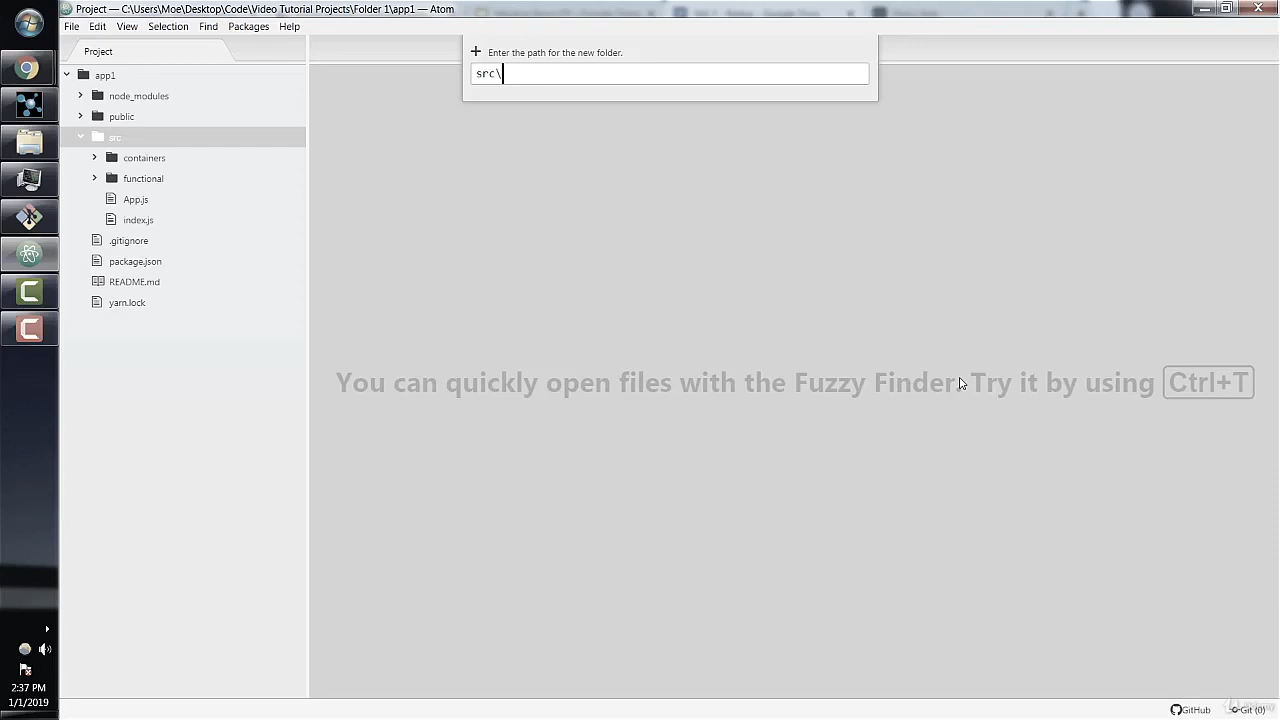 Project — C:\Users\Moe\Desktop\Code\Video Tutorial Projects\Folder 1\app1 — Atom
File Edit View Selection Find Packages Help
Enter the path for the new folder.
src\
Project
app1
node_modules
public
src
containers
functional
App.js
index.js
.gitignore
package.json
README.md
yarn.lock
You can quickly open files with the Fuzzy Finder. Try it by using Ctrl+T
2:37 PM
1/1/2019
GitHub Git (0)